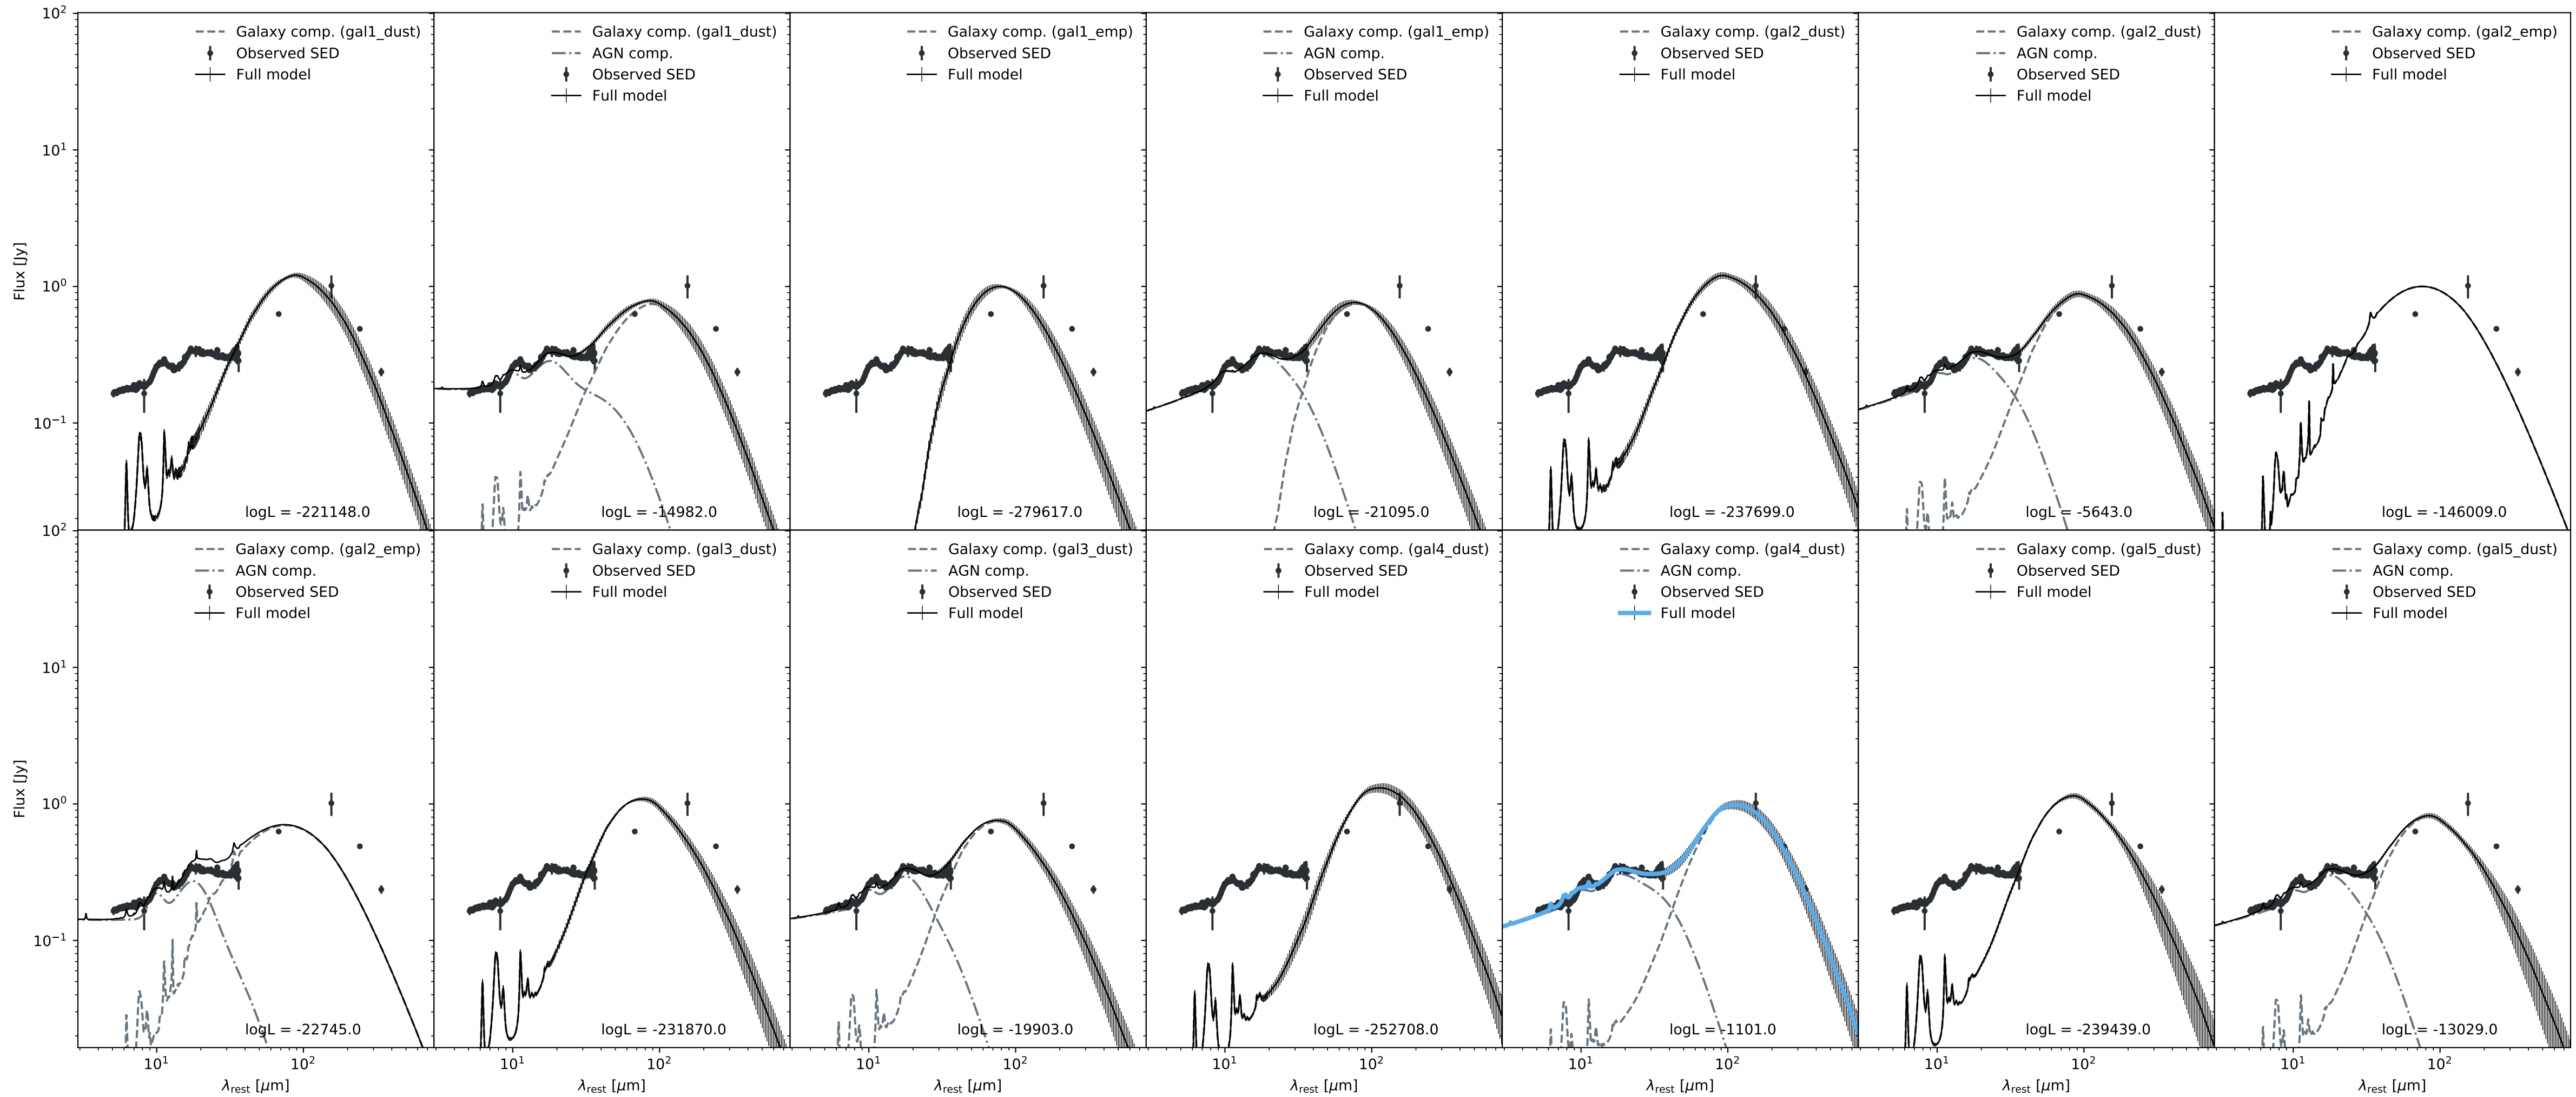 Galaxy comp. (gal1_dust)
Observed SED
Full model
logL = -221148.0
Galaxy comp. (gal1_dust)
AGN comp.
Observed SED
Full model
logL = -14982.0
Galaxy comp. (gal1_emp)
Observed SED
Full model
logL = -279617.0
Galaxy comp. (gal1_emp)
AGN comp.
Observed SED
Full model
logL = -21095.0
Galaxy comp. (gal2_dust)
Observed SED
Full model
logL = -237699.0
Galaxy comp. (gal2_dust)
AGN comp.
Observed SED
Full model
logL = -5643.0
Galaxy comp. (gal2_emp)
Observed SED
Full model
logL = -146009.0
Flux [Jy]
10²
10¹
10⁰
10⁻¹
Galaxy comp. (gal2_emp)
AGN comp.
Observed SED
Full model
logL = -22745.0
Galaxy comp. (gal3_dust)
Observed SED
Full model
logL = -231870.0
Galaxy comp. (gal3_dust)
AGN comp.
Observed SED
Full model
logL = -19903.0
Galaxy comp. (gal4_dust)
Observed SED
Full model
logL = -252708.0
Galaxy comp. (gal4_dust)
AGN comp.
Observed SED
Full model
logL = -1101.0
Galaxy comp. (gal5_dust)
Observed SED
Full model
logL = -239439.0
Galaxy comp. (gal5_dust)
AGN comp.
Observed SED
Full model
logL = -13029.0
Flux [Jy]
10²
10¹
10⁰
10⁻¹
10¹ 10² 10¹ 10² 10¹ 10² 10¹ 10² 10¹ 10² 10¹ 10² 10¹ 10²
λrest [μm] λrest [μm] λrest [μm] λrest [μm] λrest [μm] λrest [μm] λrest [μm]